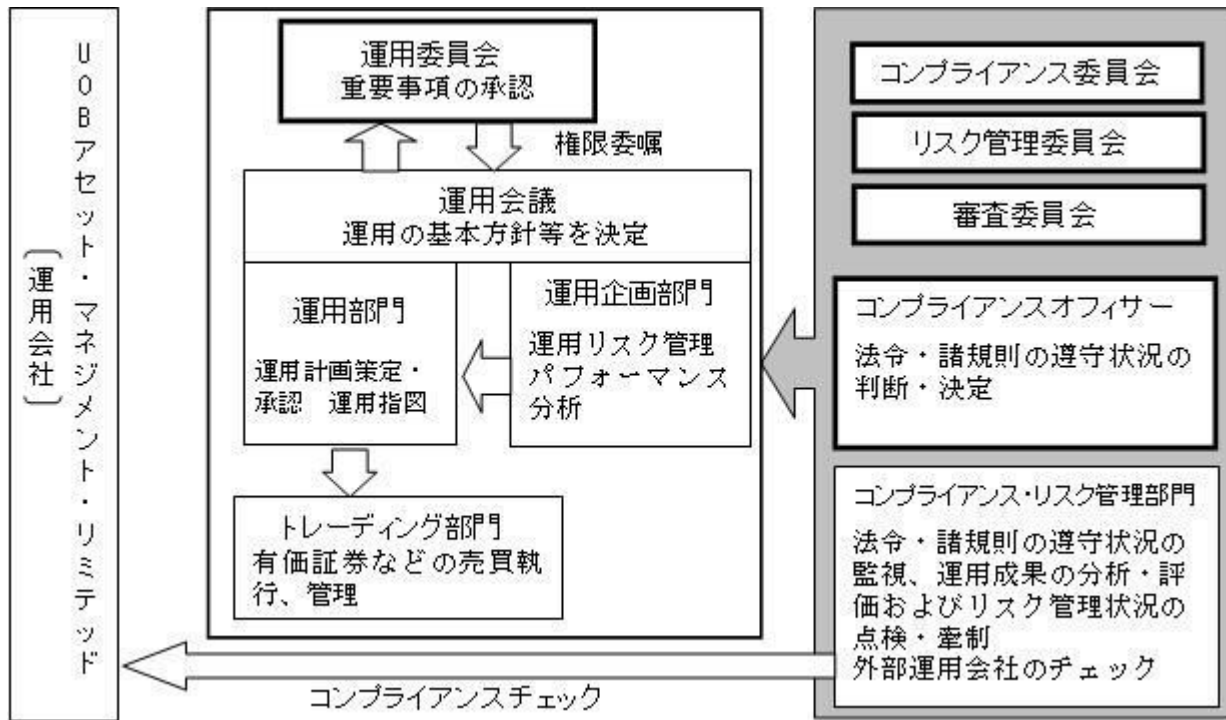 UOBアセット・マネジメント・リミテッド
〔運用会社〕
運用委員会
重要事項の承認
権限委嘱
運用会議
運用の基本方針等を決定
運用部門
運用計画策定・
承認　運用指図
運用企画部門
運用リスク管理
パフォーマンス
分析
トレーディング部門
有価証券などの売買執
行、管理
コンプライアンス委員会
リスク管理委員会
審査委員会
コンプライアンスオフィサー
法令・諸規則の遵守状況の
判断・決定
コンプライアンス・リスク管理部門
法令・諸規則の遵守状況の
監視、運用成果の分析・評
価およびリスク管理状況の
点検・牽制
外部運用会社のチェック
コンプライアンスチェック